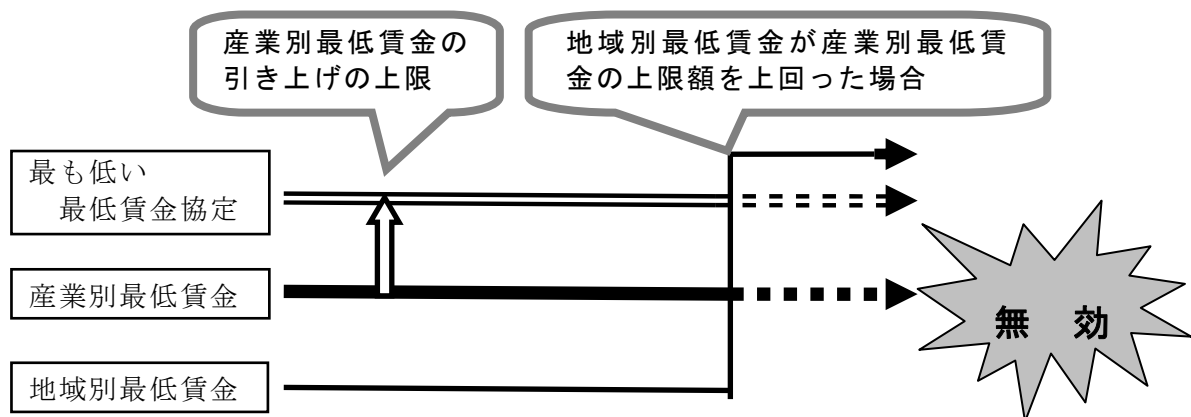 産業別最低賃金の
引き上げの上限
地域別最低賃金が産業別最低賃
金の上限額を上回った場合
最も低い
最低賃金協定
産業別最低賃金
地域別最低賃金
無 効